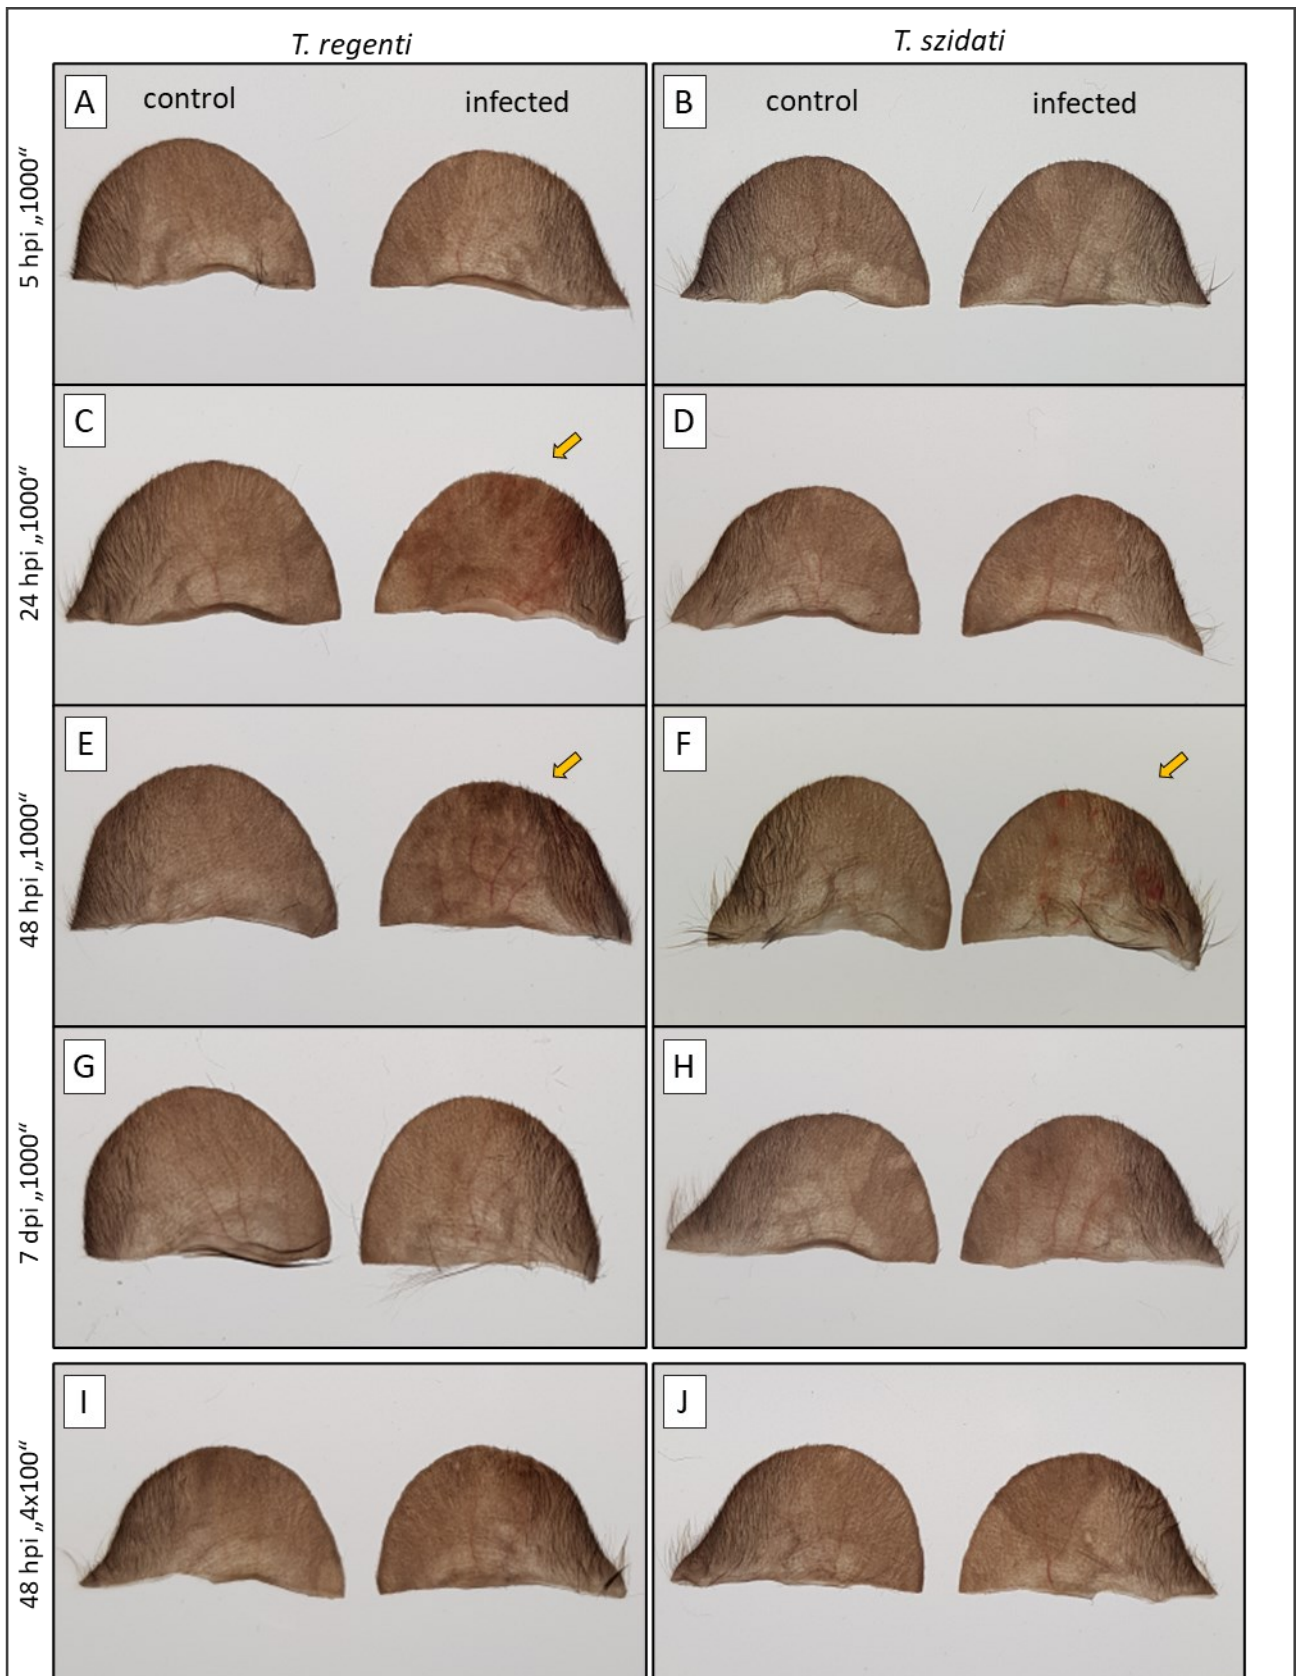 T. regenti
T. szidati
A
control
infected
B
control
infected
5 hpi „1000“
C
D
24 hpi „1000“
E
F
48 hpi „1000“
G
H
7 dpi „1000“
I
J
48 hpi „4x100“